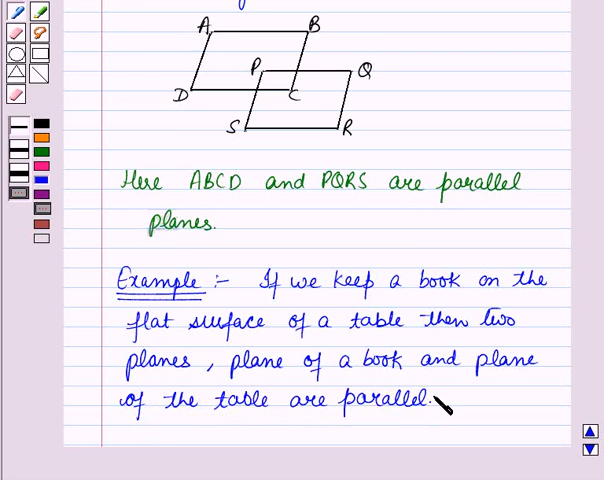 A B
P Q
D C
S R
Here ABCD and PQRS are parallel
planes.
Example :- If we keep a book on the
flat surface of a table then two
planes, plane of a book and plane
of the table are parallel.